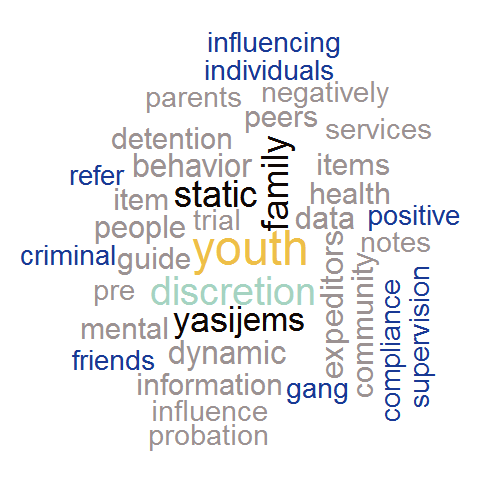 influencing
individuals
parents
negatively
peers
services
detention
behavior
family
items
refer
static
item
health
people
trial
data
positive
criminal
guide
youth
expeditors
notes
pre
discretion
community
compliance
supervision
mental
yasijems
friends
dynamic
information
gang
influence
probation